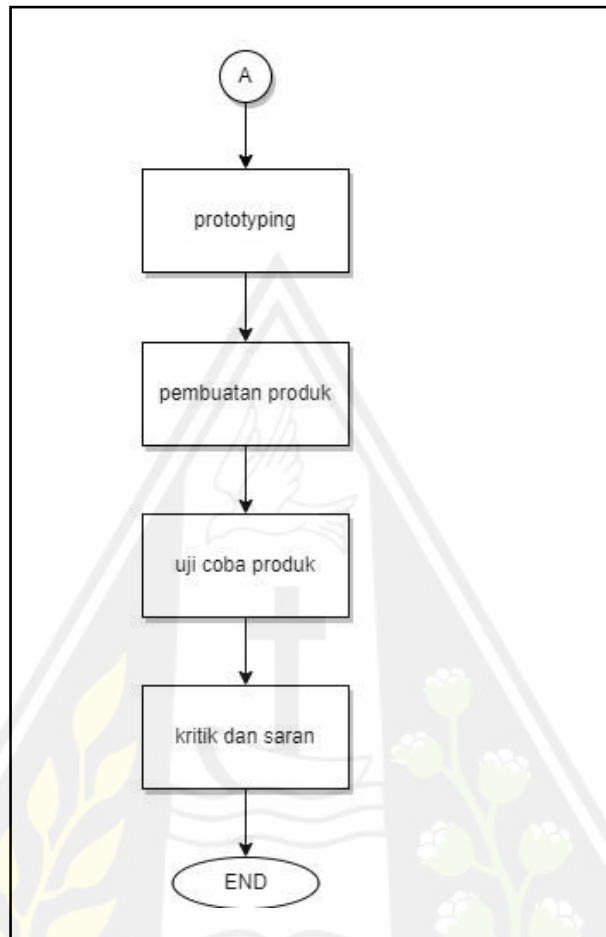 A
prototyping
pembuatan produk
uji coba produk
kritik dan saran
END